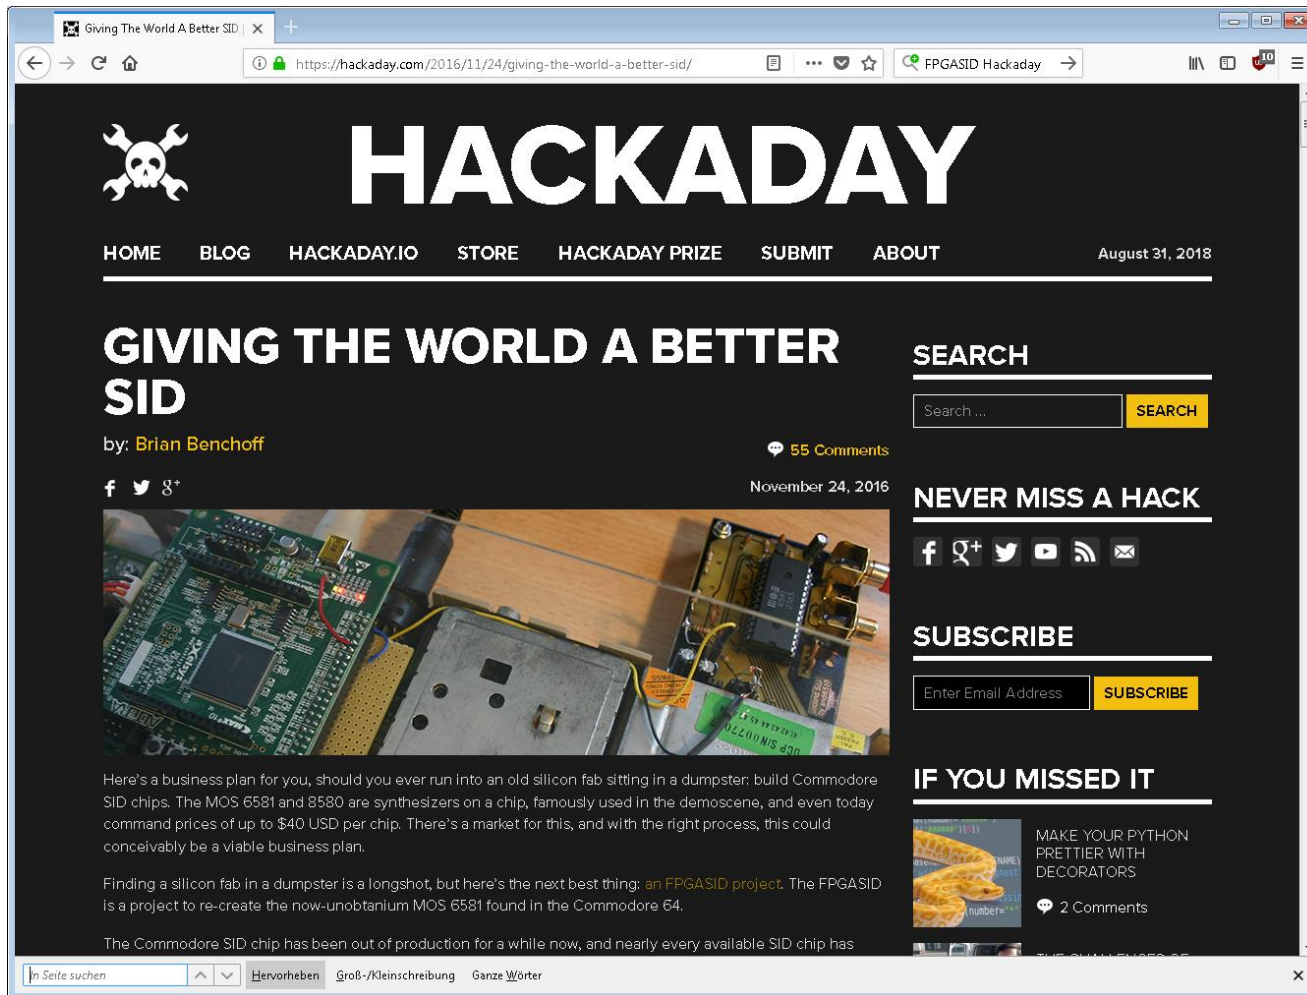 Giving The World A Better SID
https://hackaday.com/2016/11/24/giving-the-world-a-better-sid/
FPGASID Hackaday
10
HACKADAY
HOME BLOG HACKADAY.IO STORE HACKADAY PRIZE SUBMIT ABOUT
August 31, 2018
GIVING THE WORLD A BETTER
SID
by: Brian Benchoff
55 Comments
November 24, 2016
Here's a business plan for you, should you ever run into an old silicon fab sitting in a dumpster: build Commodore
SID chips. The MOS 6581 and 8580 are synthesizers on a chip, famously used in the demoscene, and even today
command prices of up to $40 USD per chip. There's a market for this, and with the right process, this could
conceivably be a viable business plan.
Finding a silicon fab in a dumpster is a longshot, but here's the next best thing: an FPGASID project. The FPGASID
is a project to re-create the now-unobtanium MOS 6581 found in the Commodore 64.
The Commodore SID chip has been out of production for a while now, and nearly every available SID chip has
SEARCH
Search ...
SEARCH
NEVER MISS A HACK
SUBSCRIBE
Enter Email Address
SUBSCRIBE
IF YOU MISSED IT
MAKE YOUR PYTHON
PRETTIER WITH
DECORATORS
2 Comments
In Seite suchen
Hervorheben
Groß-/Kleinschreibung
Ganze Wörter